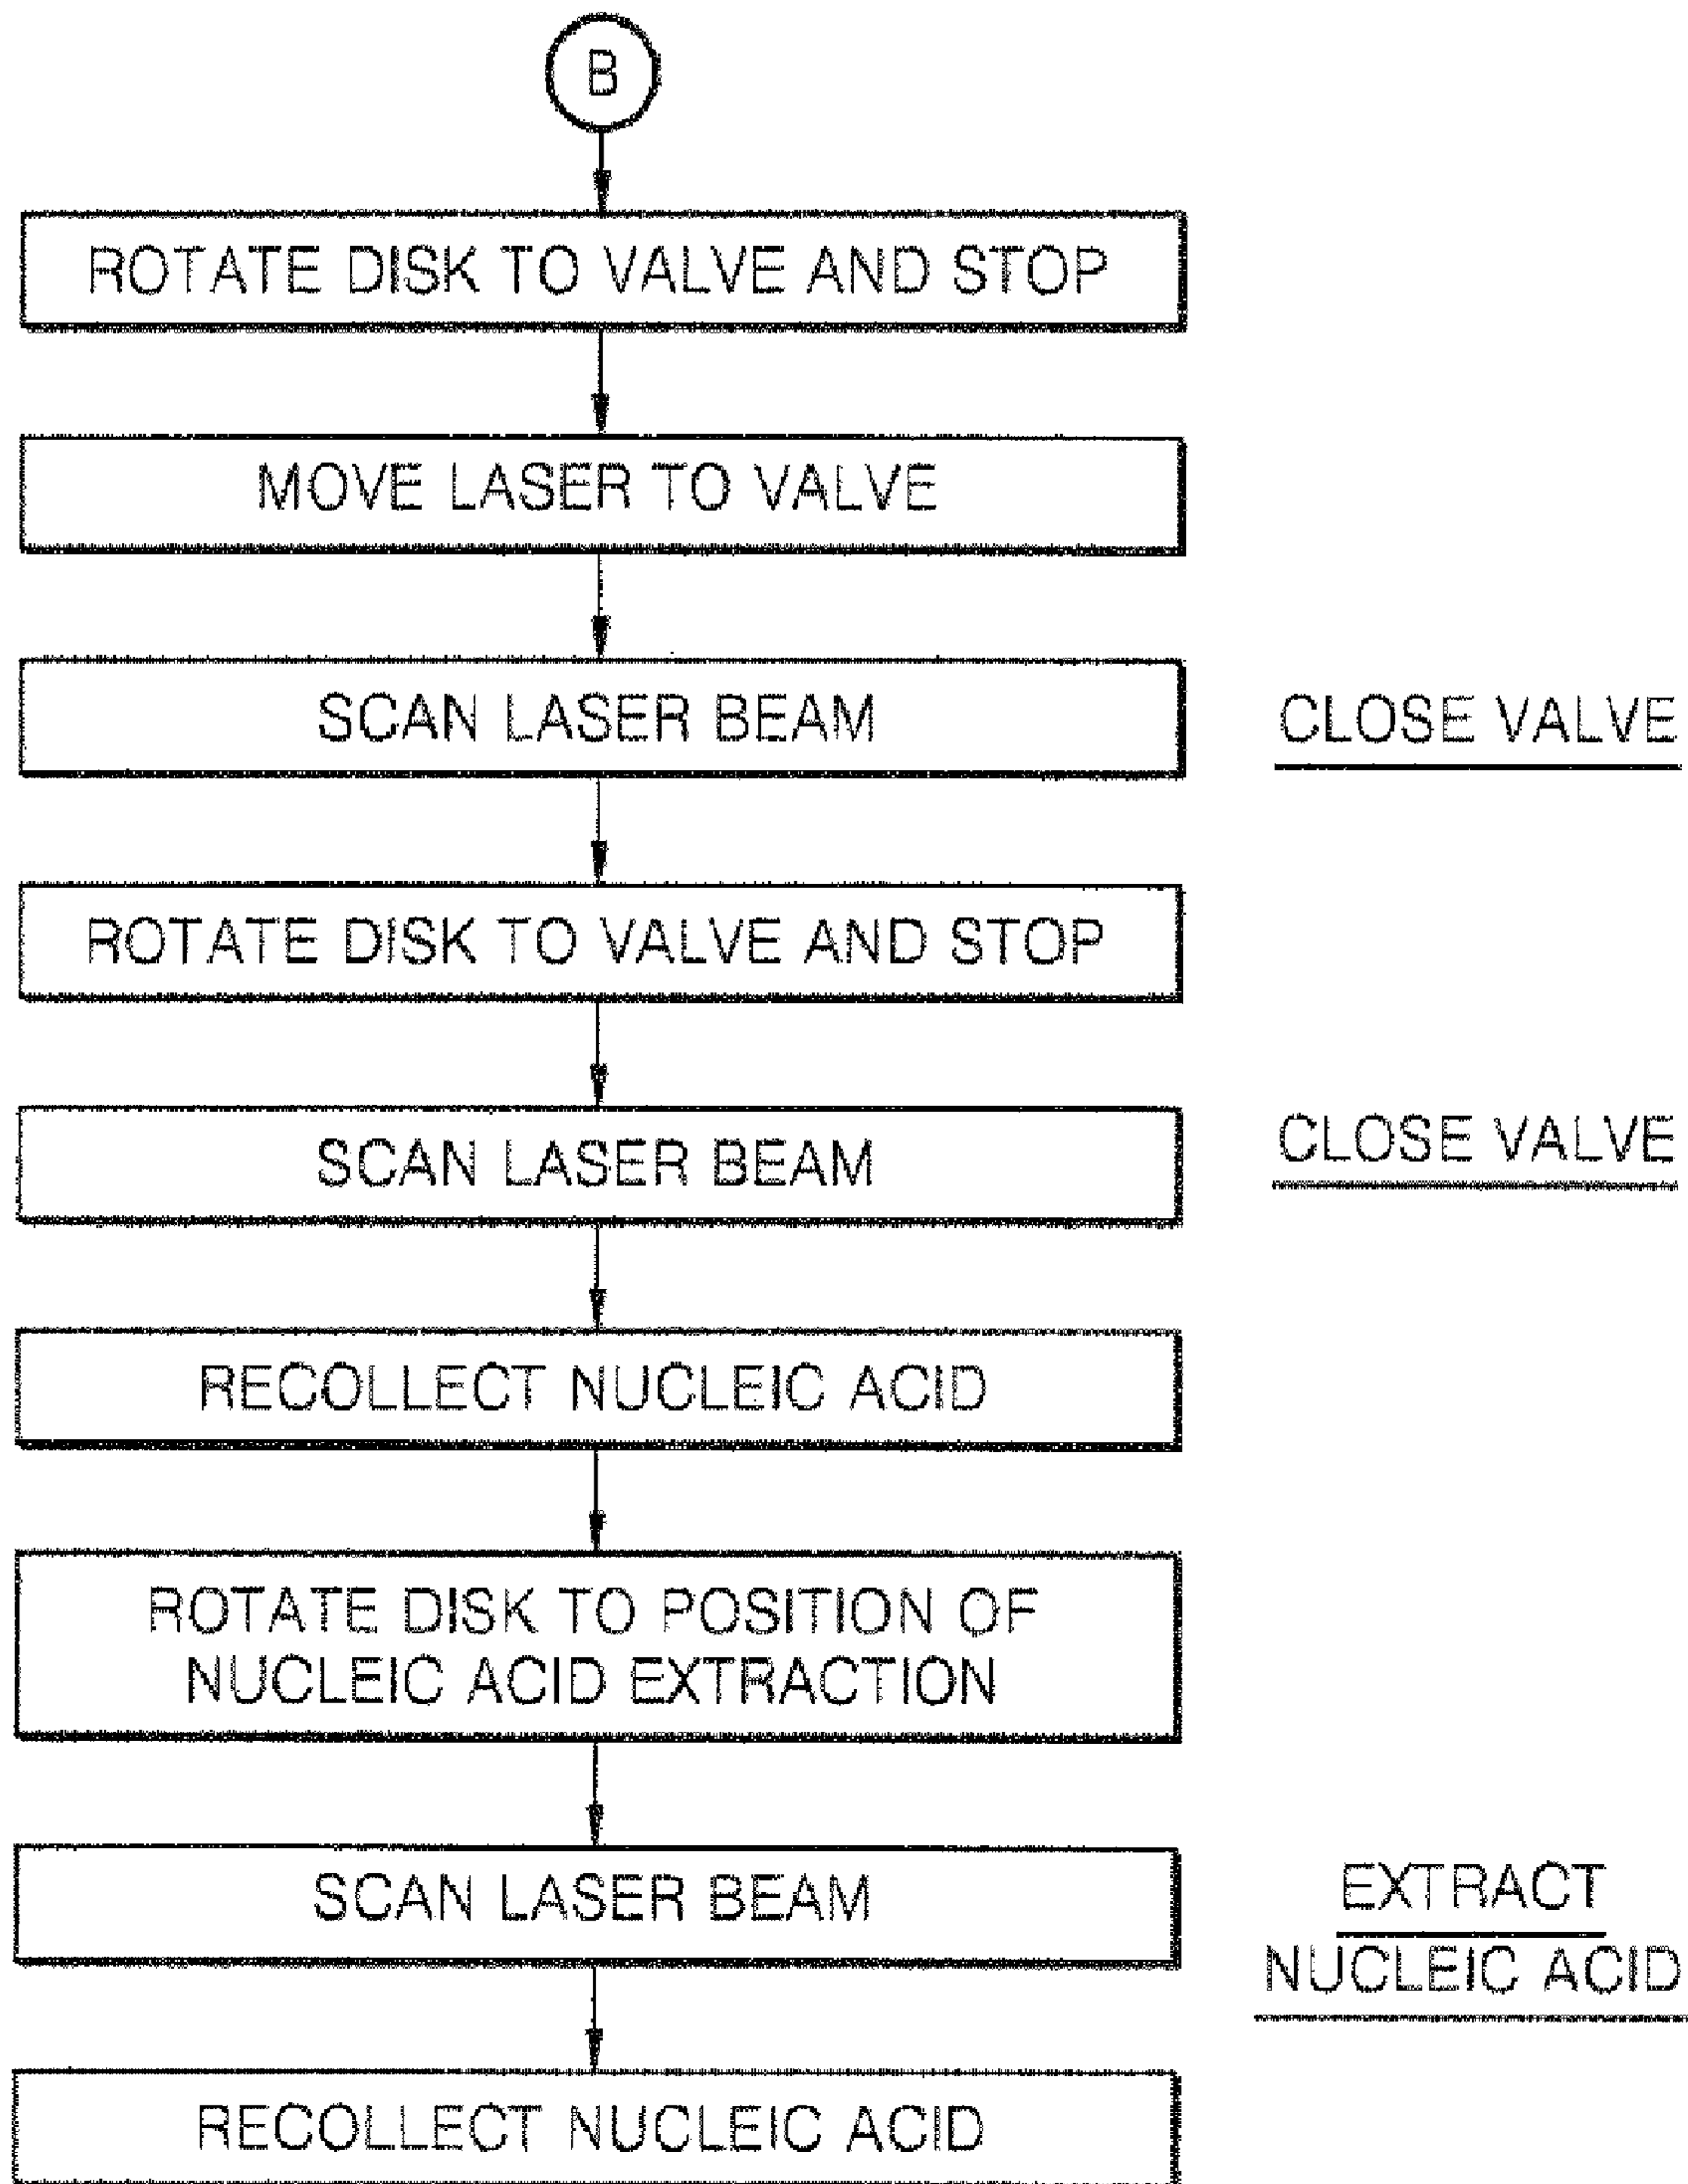 B
ROTATE DISK TO VALVE AND STOP
MOVE LASER TO VALVE
SCAN LASER BEAM
CLOSE VALVE
ROTATE DISK TO VALVE AND STOP
SCAN LASER BEAM
CLOSE VALVE
RECOLLECT NUCLEIC ACID
ROTATE DISK TO POSITION OF
NUCLEIC ACID EXTRACTION
SCAN LASER BEAM
EXTRACT
NUCLEIC ACID
RECOLLECT NUCLEIC ACID